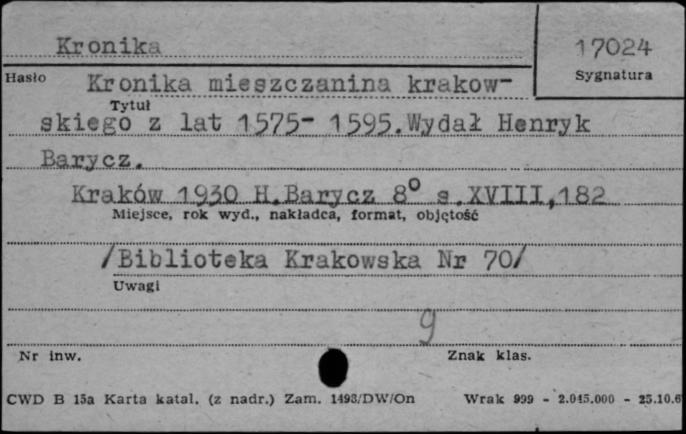 Kronika
17024
Hasło
Sygnatura
Kronika mieszczanina krakow-
Tytuł
skiego z lat 1575- 1595.Wydał Henryk
Barycz.
Kraków 1930 H.Barycz 8° s.XVIII,182
Miejsce, rok wyd., nakładca, format, objętość
/Biblioteka Krakowska Nr 70/
Uwagi
9
Nr inw.
Znak klas.
CWD B 15a Karta katal. (z nadr.) Zam. 1493/DW/On
Wrak 999 - 2.045.000 - 25.10.6